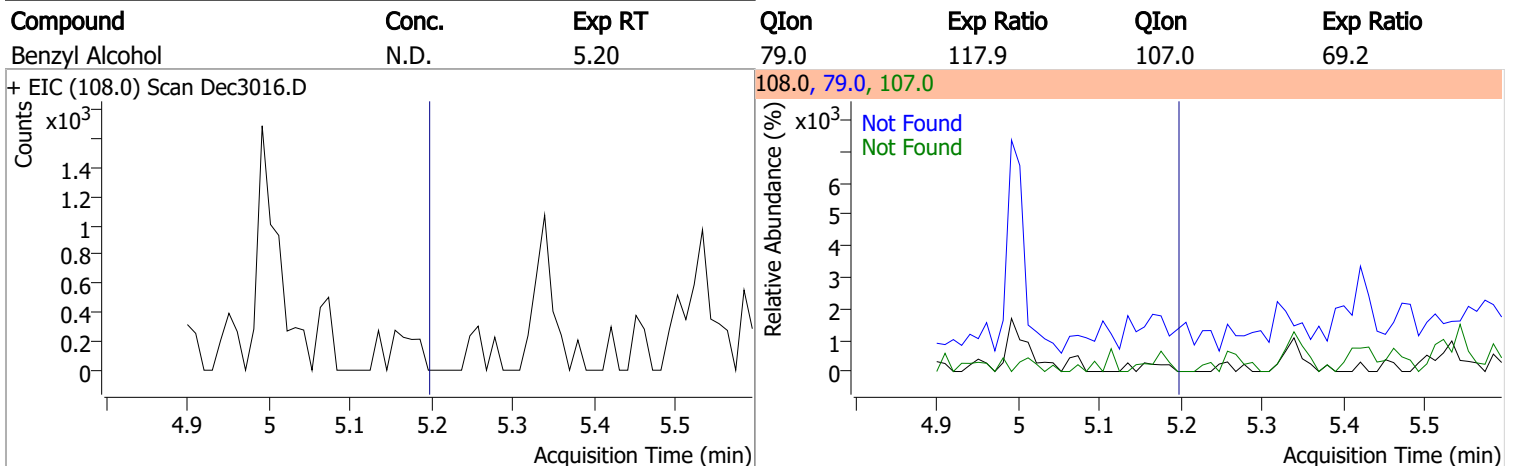 Compound Conc. Exp RT QIon Exp Ratio QIon Exp Ratio
Benzyl Alcohol N.D. 5.20 79.0 117.9 107.0 69.2
+ EIC (108.0) Scan Dec3016.D
Counts
x10³
1.4
1.2
1
0.8
0.6
0.4
0.2
0
4.9 5 5.1 5.2 5.3 5.4 5.5
Acquisition Time (min)
108.0, 79.0, 107.0
Relative Abundance (%)
x10³
Not Found
Not Found
6
5
4
3
2
1
0
4.9 5 5.1 5.2 5.3 5.4 5.5
Acquisition Time (min)